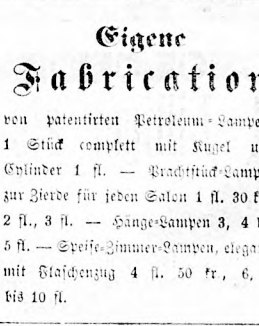 Eigene
Fabrication
von patentirten Petroleum-Lampe
1 Stück complett mit Kugel u
Cylinder 1 fl. — Prachtstück-Lamp
zur Zierde für jeden Salon 1 fl. 30 k
2 fl., 3 fl. — Hänge-Lampen 3, 4 
5 fl. — Speise-Zimmer-Lampen, elega
mit Flaschenzug 4 fl. 50 kr., 6,
bis 10 fl.